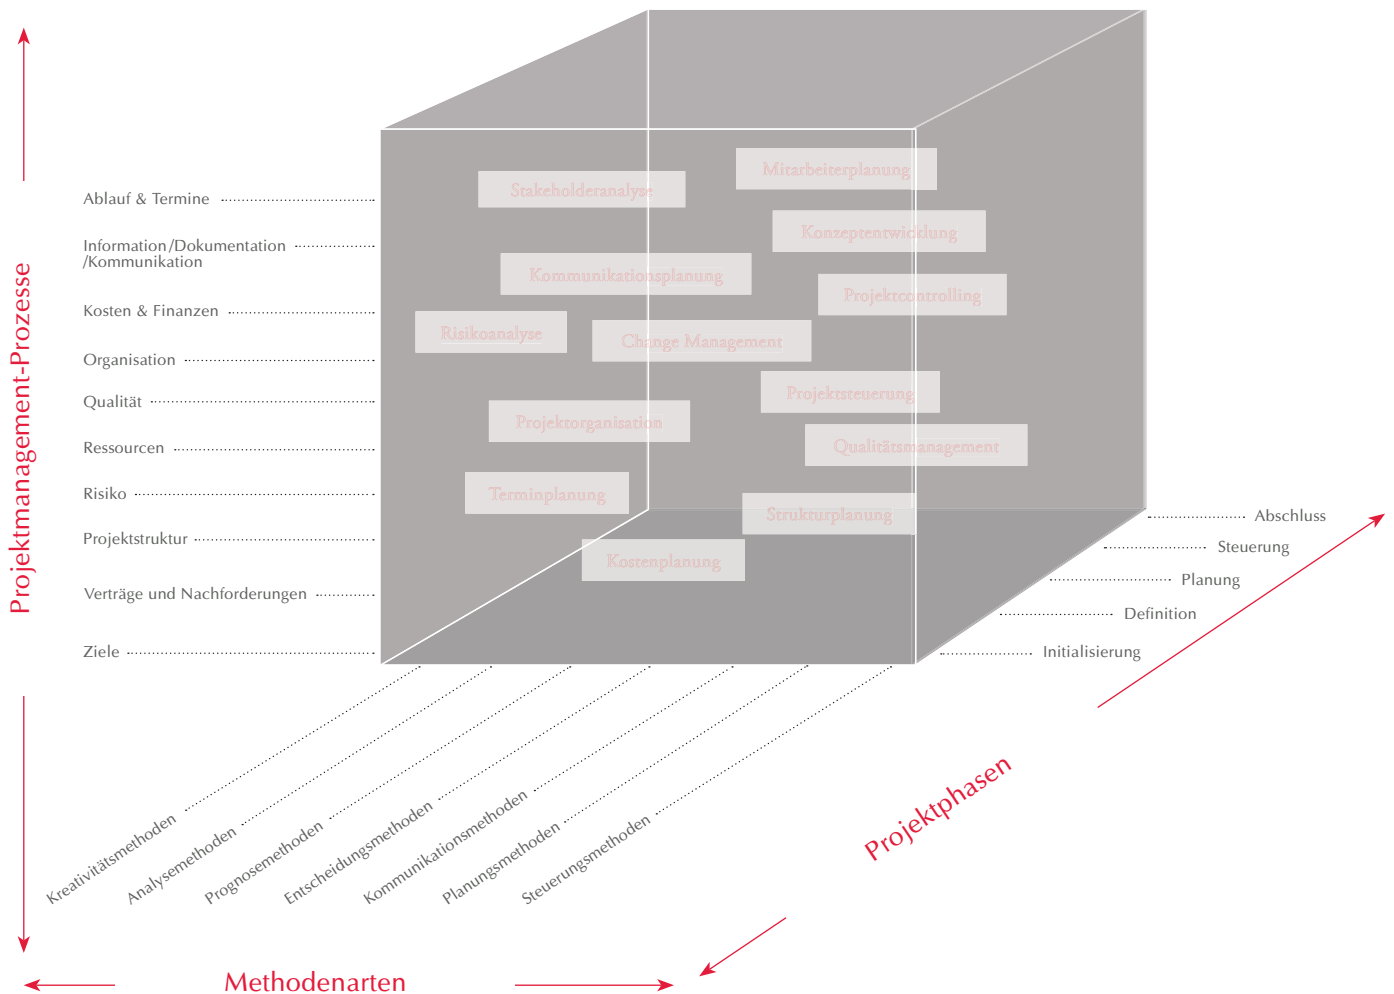 Projektmanagement-Prozesse
Ablauf & Termine
Information/Dokumentation
/Kommunikation
Kosten & Finanzen
Organisation
Qualität
Ressourcen
Risiko
Projektstruktur
Verträge und Nachforderungen
Ziele
Mitarbeiterplanung
Stakeholderanalyse
Konzeptentwicklung
Kommunikationsplanung
Projektcontrolling
Risikoanalyse
Change Management
Projektsteuerung
Projektorganisation
Qualitätsmanagement
Terminplanung
Strukturplanung
Kostenplanung
Abschluss
Steuerung
Planung
Definition
Initialisierung
Projektphasen
Kreativitätsmethoden
Analysemethoden
Prognosemethoden
Entscheidungsmethoden
Kommunikationsmethoden
Planungsmethoden
Steuerungsmethoden
Methodenarten